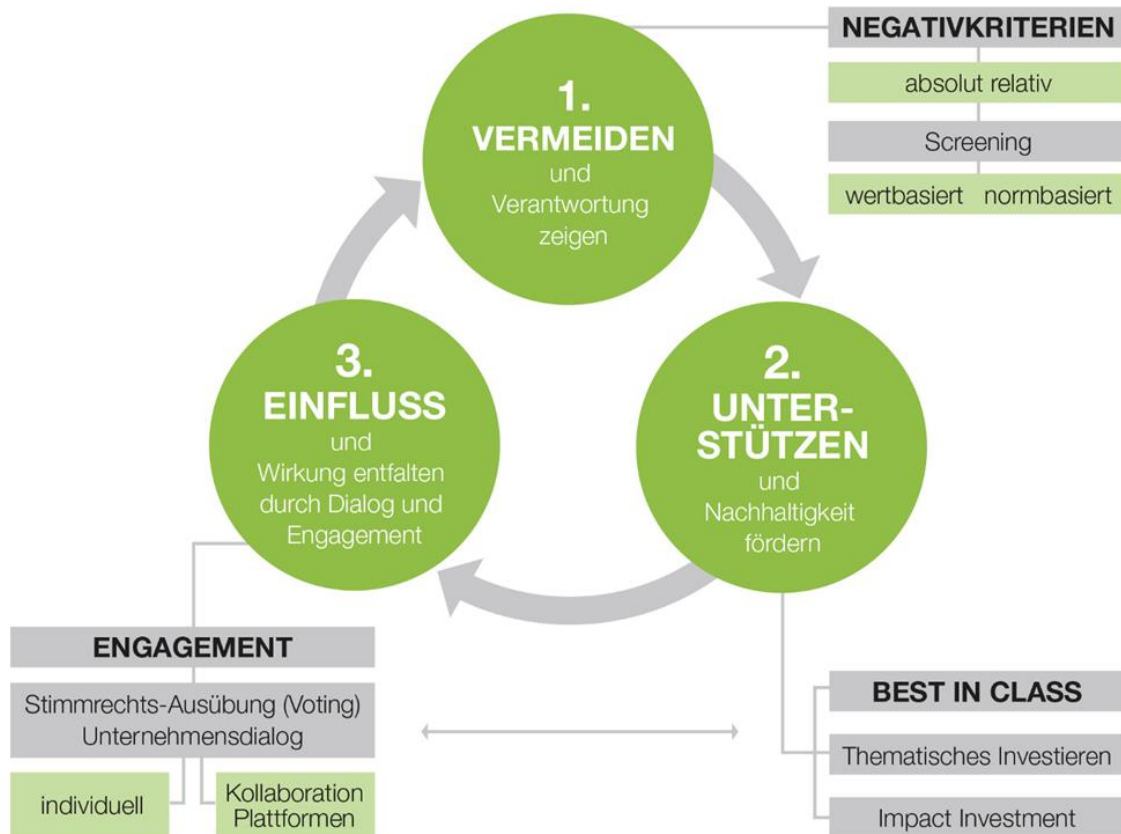 1.
VERMEIDEN
und
Verantwortung
zeigen
NEGATIVKRITERIEN
absolut relativ
Screening
wertbasiert normbasiert
2.
UNTER-
STÜTZEN
und
Nachhaltigkeit
fördern
BEST IN CLASS
Thematisches Investieren
Impact Investment
3.
EINFLUSS
und
Wirkung entfalten
durch Dialog und
Engagement
ENGAGEMENT
Stimmrechts-Ausübung (Voting)
Unternehmensdialog
individuell
Kollaboration
Plattformen